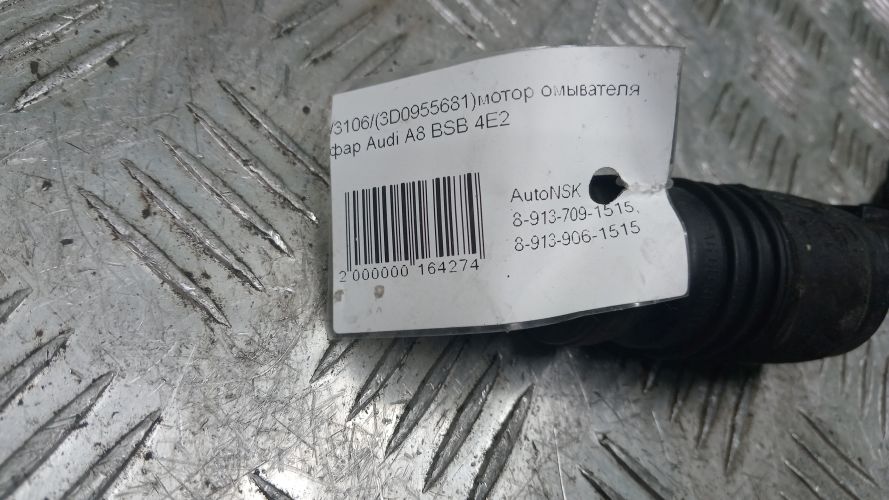 /3106/(3D0955681)мотор омывателя
фар Audi A8 BSB 4E2
AutoNSK
8-913-709-1515,
8-913-906-1515
2 000000 164274